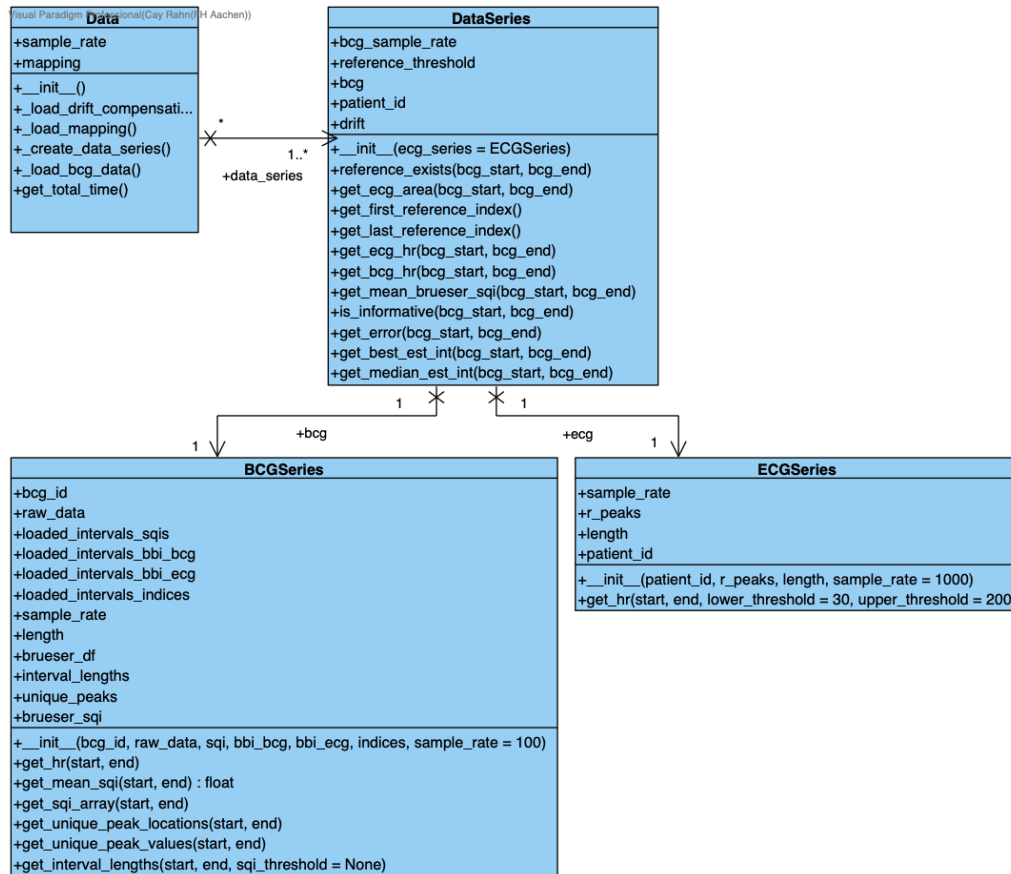 Visual Paradigm Professional(Cay Rahn(FH Aachen))
Data
+sample_rate
+mapping
+__init__()
+_load_drift_compensati...
+_load_mapping()
+_create_data_series()
+_load_bcg_data()
+get_total_time()
*
1..*
+data_series
DataSeries
+bcg_sample_rate
+reference_threshold
+bcg
+patient_id
+drift
+__init__(ecg_series = ECGSeries)
+reference_exists(bcg_start, bcg_end)
+get_ecg_area(bcg_start, bcg_end)
+get_first_reference_index()
+get_last_reference_index()
+get_ecg_hr(bcg_start, bcg_end)
+get_bcg_hr(bcg_start, bcg_end)
+get_mean_brueser_sqi(bcg_start, bcg_end)
+is_informative(bcg_start, bcg_end)
+get_error(bcg_start, bcg_end)
+get_best_est_int(bcg_start, bcg_end)
+get_median_est_int(bcg_start, bcg_end)
1
+bcg
1
1
+ecg
1
BCGSeries
+bcg_id
+raw_data
+loaded_intervals_sqis
+loaded_intervals_bbi_bcg
+loaded_intervals_bbi_ecg
+loaded_intervals_indices
+sample_rate
+length
+brueser_df
+interval_lengths
+unique_peaks
+brueser_sqi
+__init__(bcg_id, raw_data, sqi, bbi_bcg, bbi_ecg, indices, sample_rate = 100)
+get_hr(start, end)
+get_mean_sqi(start, end) : float
+get_sqi_array(start, end)
+get_unique_peak_locations(start, end)
+get_unique_peak_values(start, end)
+get_interval_lengths(start, end, sqi_threshold = None)
ECGSeries
+sample_rate
+r_peaks
+length
+patient_id
+__init__(patient_id, r_peaks, length, sample_rate = 1000)
+get_hr(start, end, lower_threshold = 30, upper_threshold = 200